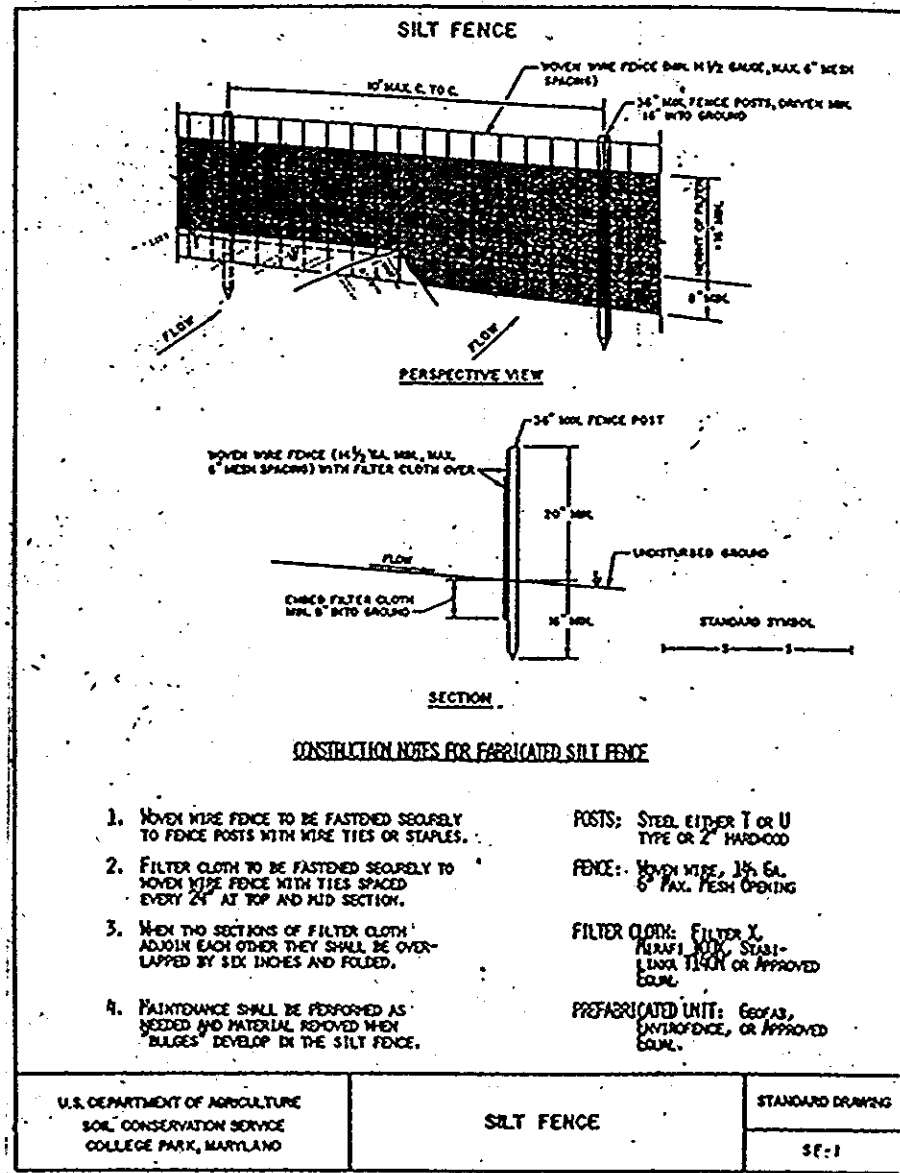 SILT FENCE
WOVEN WIRE FENCE (MIN. 14 1/2 GAUGE, MAX. 6" MESH
SPACING)
10' MAX. C. TO C.
36" MIN. FENCE POSTS, DRIVEN MIN.
16" INTO GROUND
HEIGHT OF FILTER
= 16" MIN.
8" MIN.
FLOW
FLOW
PERSPECTIVE VIEW
36" MIN. FENCE POST
WOVEN WIRE FENCE (14 1/2 GA. MIN., MAX.
6" MESH SPACING) WITH FILTER CLOTH OVER
20" MIN.
FLOW
UNDISTURBED GROUND
EMBED FILTER CLOTH
MIN. 8" INTO GROUND
16" MIN.
STANDARD SYMBOL
S S
SECTION
CONSTRUCTION NOTES FOR FABRICATED SILT FENCE
1. WOVEN WIRE FENCE TO BE FASTENED SECURELY
TO FENCE POSTS WITH WIRE TIES OR STAPLES.
2. FILTER CLOTH TO BE FASTENED SECURELY TO
WOVEN WIRE FENCE WITH TIES SPACED
EVERY 24" AT TOP AND MID SECTION.
3. WHEN TWO SECTIONS OF FILTER CLOTH
ADJOIN EACH OTHER THEY SHALL BE OVER-
LAPPED BY SIX INCHES AND FOLDED.
4. MAINTENANCE SHALL BE PERFORMED AS
NEEDED AND MATERIAL REMOVED WHEN
"BULGES" DEVELOP IN THE SILT FENCE.
POSTS: STEEL EITHER T OR U
TYPE OR 2" HARDWOOD
FENCE: WOVEN WIRE, 14½ GA.
6" MAX. MESH OPENING
FILTER CLOTH: FILTER X,
MIRAFI 100X, STABI-
LINKA T140N OR APPROVED
EQUAL
PREFABRICATED UNIT: GEOFAB,
ENVIROFENCE, OR APPROVED
EQUAL.
U.S. DEPARTMENT OF AGRICULTURE
SOIL CONSERVATION SERVICE
COLLEGE PARK, MARYLAND
SILT FENCE
STANDARD DRAWING
SF-1